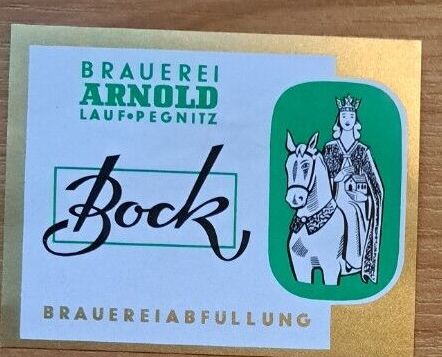 BRAUEREI
ARNOLD
LAUF•PEGNITZ
Bock
BRAUEREIABFULLUNG